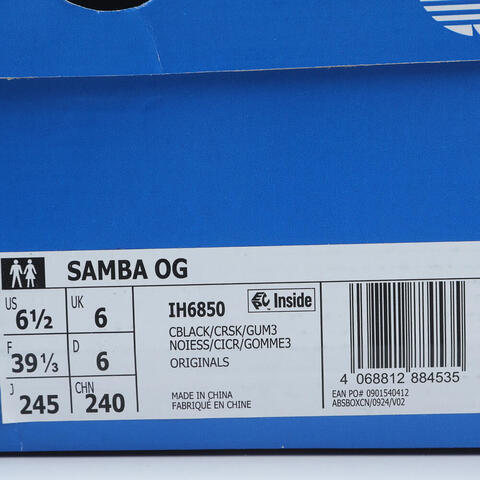 SAMBA OG
US 6½ UK 6
F 39⅓ D 6
J 245 CHN 240
IH6850 Inside
CBLACK/CRSK/GUM3
NOIESS/CICR/GOMME3
ORIGINALS
MADE IN CHINA
FABRIQUÉ EN CHINE
4 068812 884535
EAN PO# 0901540412
ABSBOXCN/0924/V02